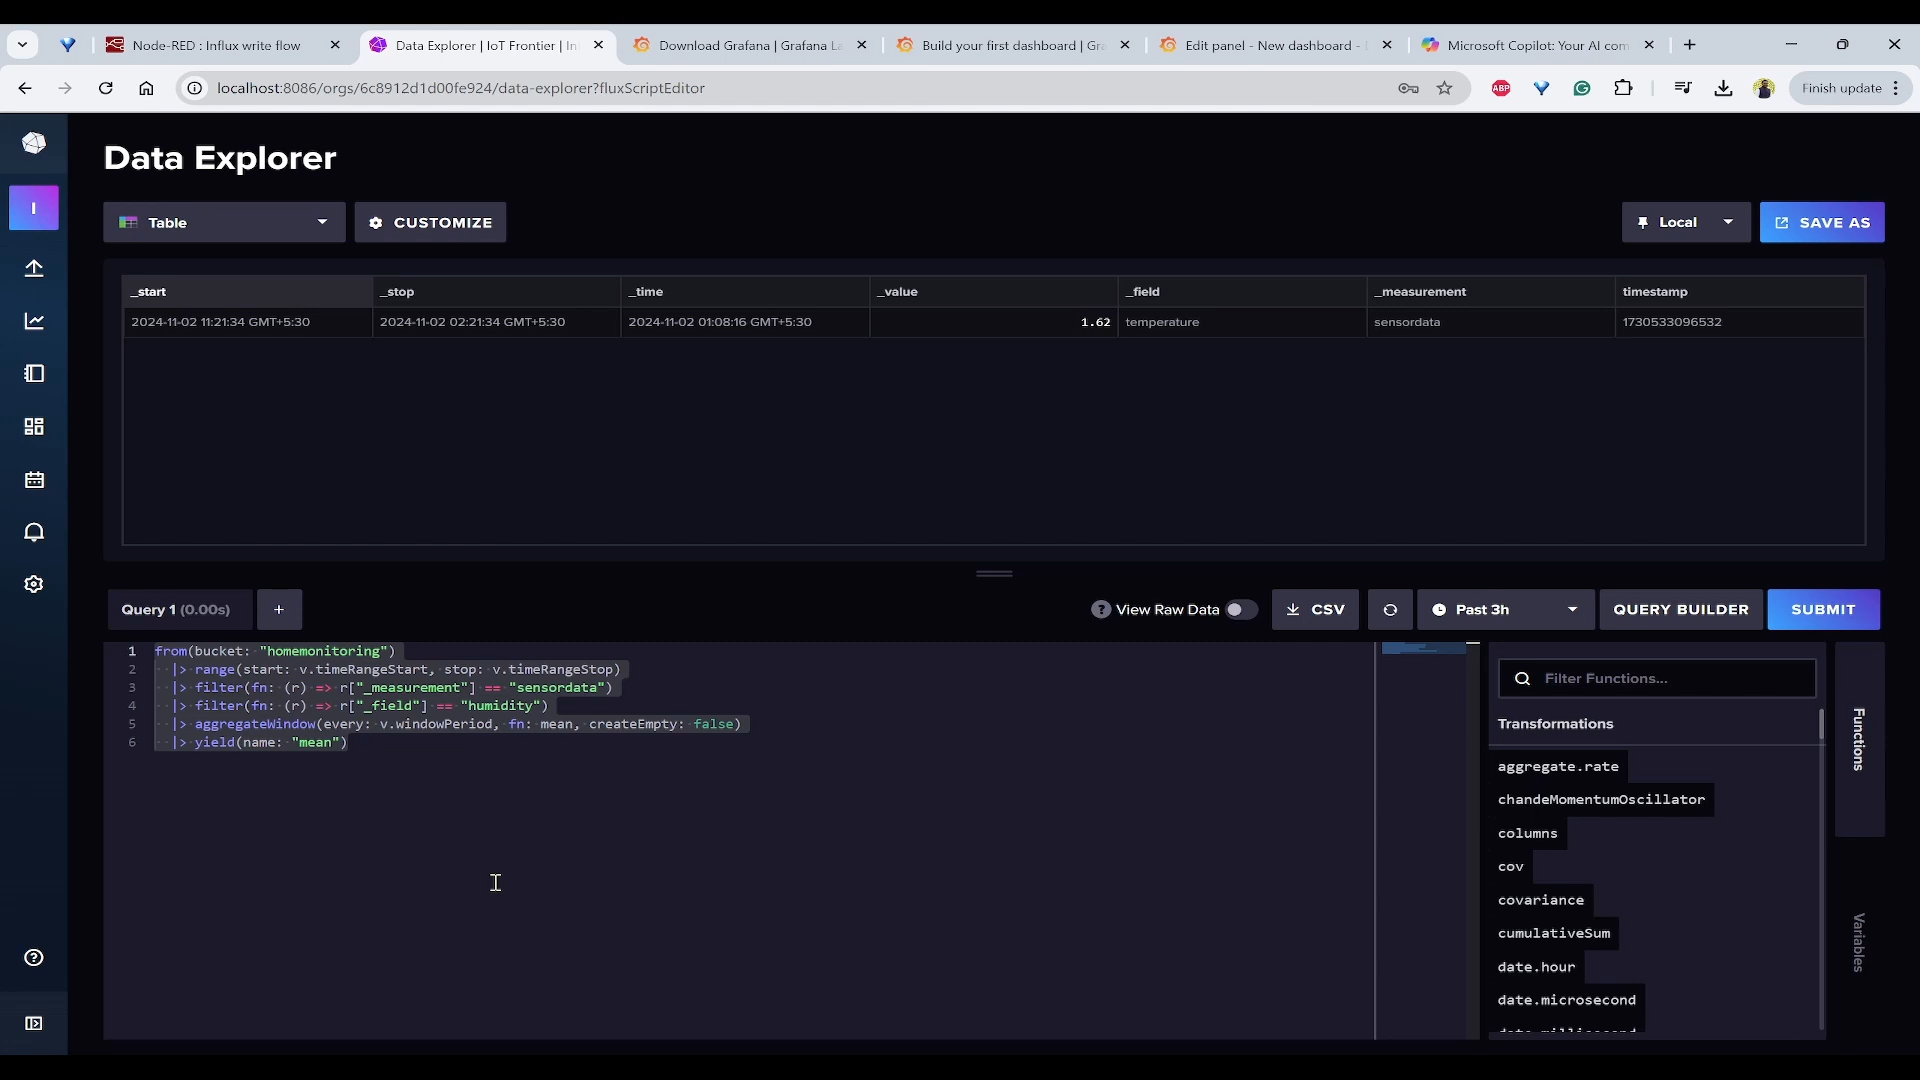 Node-RED : Influx write flow
Data Explorer | IoT Frontier | In
Download Grafana | Grafana La
Build your first dashboard | Gra
Edit panel - New dashboard -
Microsoft Copilot: Your AI com
localhost:8086/orgs/6c8912d1d00fe924/data-explorer?fluxScriptEditor
ABP
Finish update
I
Data Explorer
Table
CUSTOMIZE
Local
SAVE AS
_start _stop _time _value _field _measurement timestamp
2024-11-02 11:21:34 GMT+5:30 2024-11-02 02:21:34 GMT+5:30 2024-11-02 01:08:16 GMT+5:30 1.62 temperature sensordata 1730533096532
Query 1 (0.00s)
+
? View Raw Data
CSV
Past 3h
QUERY BUILDER
SUBMIT
1 from(bucket: "homemonitoring")
2 |> range(start: v.timeRangeStart, stop: v.timeRangeStop)
3 |> filter(fn: (r) => r["_measurement"] == "sensordata")
4 |> filter(fn: (r) => r["_field"] == "humidity")
5 |> aggregateWindow(every: v.windowPeriod, fn: mean, createEmpty: false)
6 |> yield(name: "mean")
Filter Functions...
Transformations
aggregate.rate
chandeMomentumOscillator
columns
cov
covariance
cumulativeSum
date.hour
date.microsecond
Functions
Variables